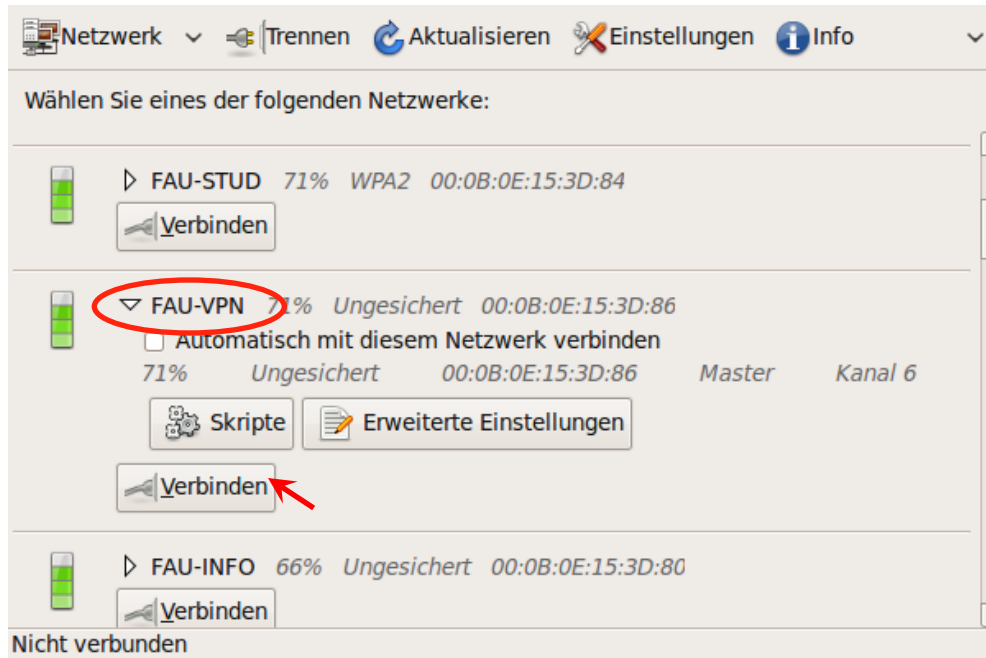 Netzwerk Trennen Aktualisieren Einstellungen Info
Wählen Sie eines der folgenden Netzwerke:
FAU-STUD 71% WPA2 00:0B:0E:15:3D:84
Verbinden
FAU-VPN 71% Ungesichert 00:0B:0E:15:3D:86
Automatisch mit diesem Netzwerk verbinden
71% Ungesichert 00:0B:0E:15:3D:86 Master Kanal 6
Skripte Erweiterte Einstellungen
Verbinden
FAU-INFO 66% Ungesichert 00:0B:0E:15:3D:80
Verbinden
Nicht verbunden